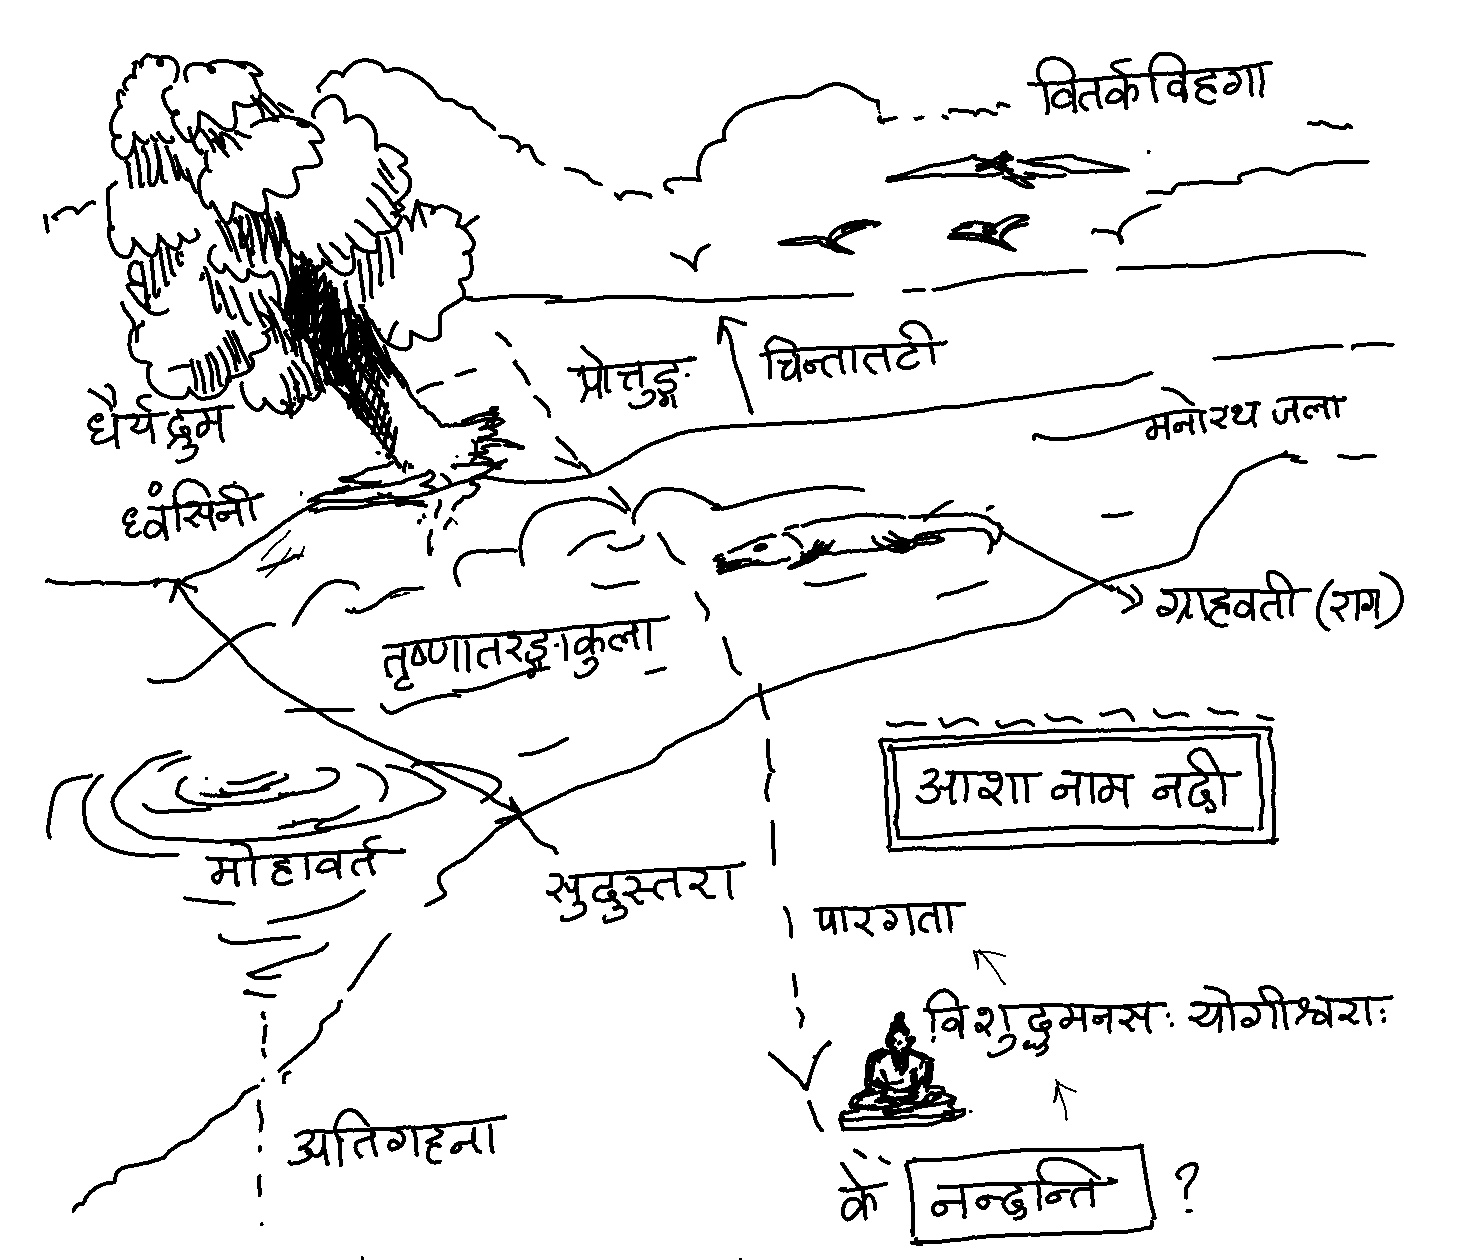 वितर्कविहगा
प्रोत्तुङ्ग चिन्तातटी
मनोरथ जला
धैर्यद्रुम
ध्वंसिनी
ग्राहवती (राग)
तृष्णातरङ्गाकुला
आशा नाम नदी
मोहावर्त
सुदुस्तरा
पारगता
विशुद्धमनसः योगीश्वराः
अतिगहना
के नन्दन्ति ?